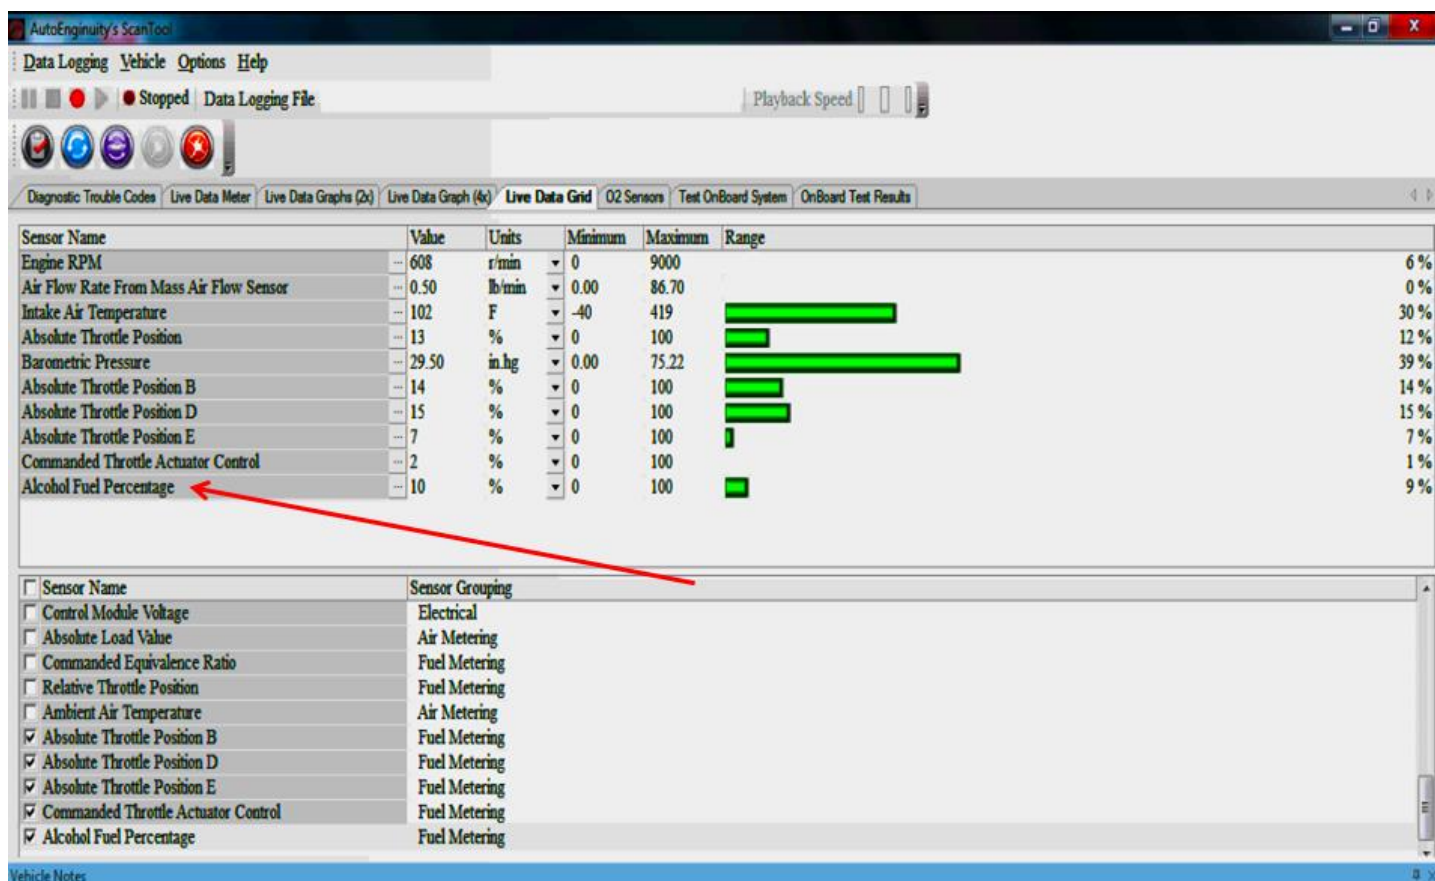 AutoEnginuity's ScanTool
Data Logging Vehicle Options Help
Stopped Data Logging File Playback Speed
Diagnostic Trouble Codes Live Data Meter Live Data Graphs (2x) Live Data Graph (4x) Live Data Grid O2 Sensors Test OnBoard System OnBoard Test Results
Sensor Name Value Units Minimum Maximum Range
Engine RPM 608 r/min 0 9000 6 %
Air Flow Rate From Mass Air Flow Sensor 0.50 lb/min 0.00 86.70 0 %
Intake Air Temperature 102 F -40 419 30 %
Absolute Throttle Position 13 % 0 100 12 %
Barometric Pressure 29.50 in.hg 0.00 75.22 39 %
Absolute Throttle Position B 14 % 0 100 14 %
Absolute Throttle Position D 15 % 0 100 15 %
Absolute Throttle Position E 7 % 0 100 7 %
Commanded Throttle Actuator Control 2 % 0 100 1 %
Alcohol Fuel Percentage 10 % 0 100 9 %
Sensor Name Sensor Grouping
Control Module Voltage Electrical
Absolute Load Value Air Metering
Commanded Equivalence Ratio Fuel Metering
Relative Throttle Position Fuel Metering
Ambient Air Temperature Air Metering
Absolute Throttle Position B Fuel Metering
Absolute Throttle Position D Fuel Metering
Absolute Throttle Position E Fuel Metering
Commanded Throttle Actuator Control Fuel Metering
Alcohol Fuel Percentage Fuel Metering
Vehicle Notes